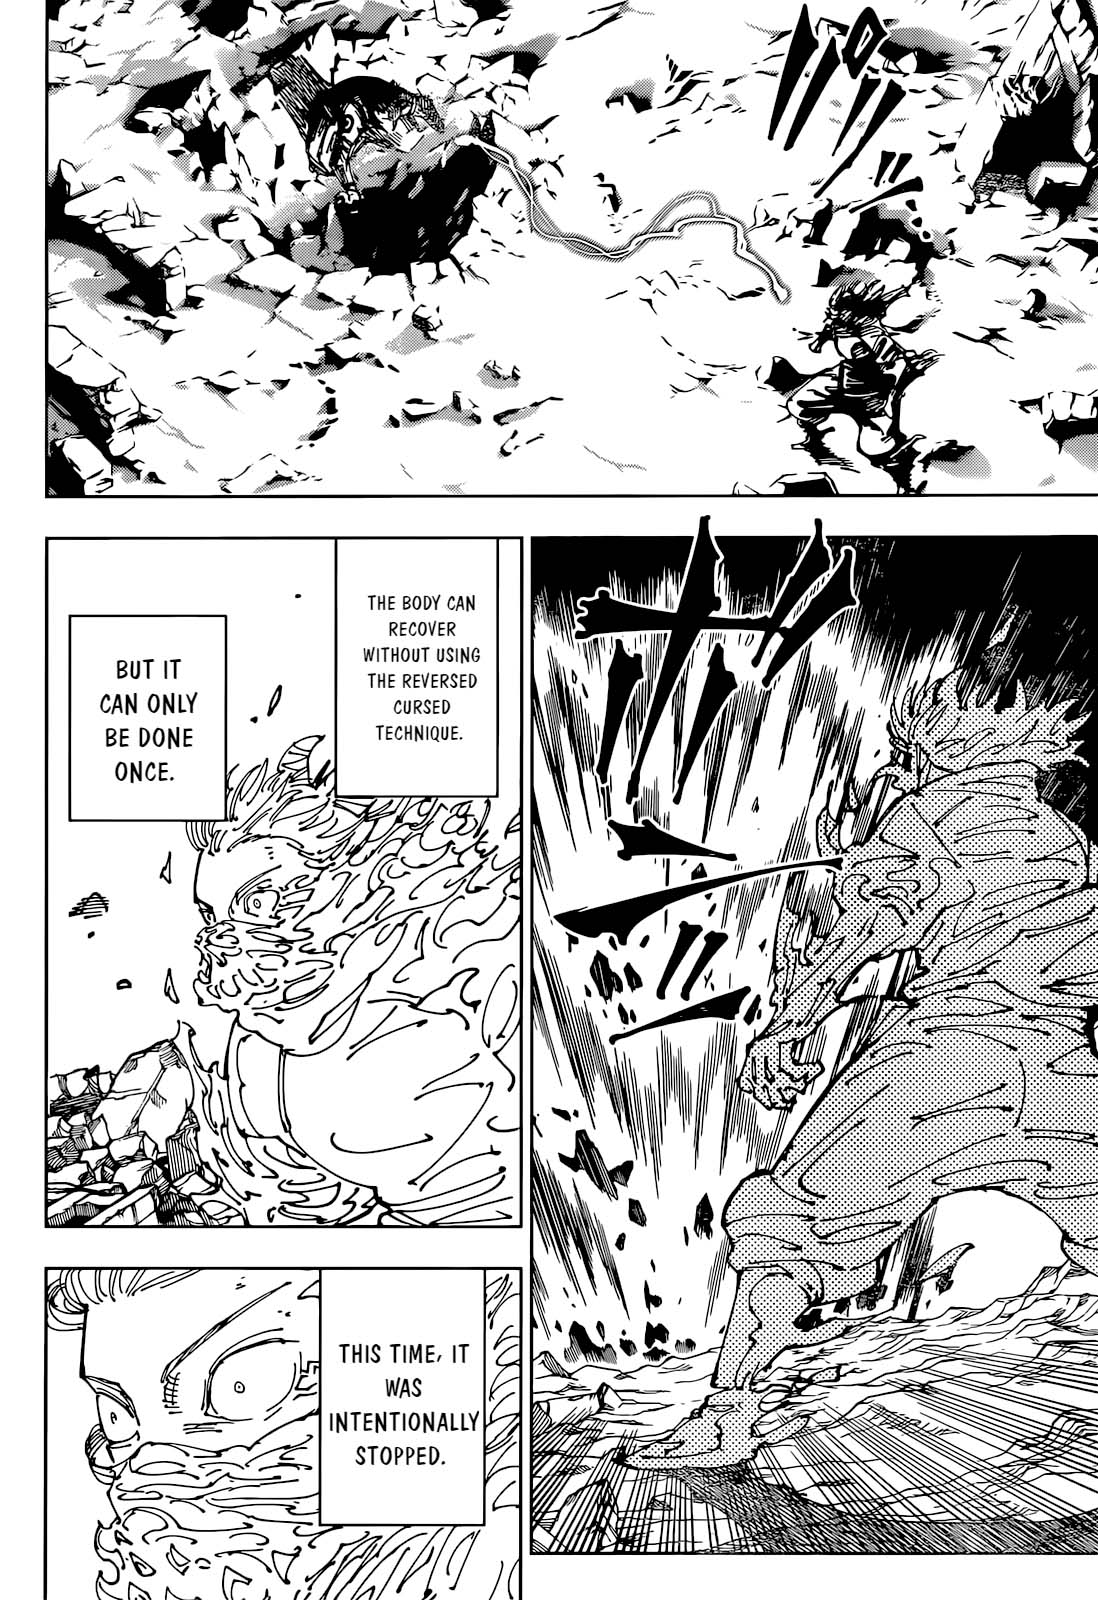 THE BODY CAN
RECOVER
WITHOUT USING
THE REVERSED
CURSED
TECHNIQUE.
BUT IT
CAN ONLY
BE DONE
ONCE.
THIS TIME, IT
WAS
INTENTIONALLY
STOPPED.